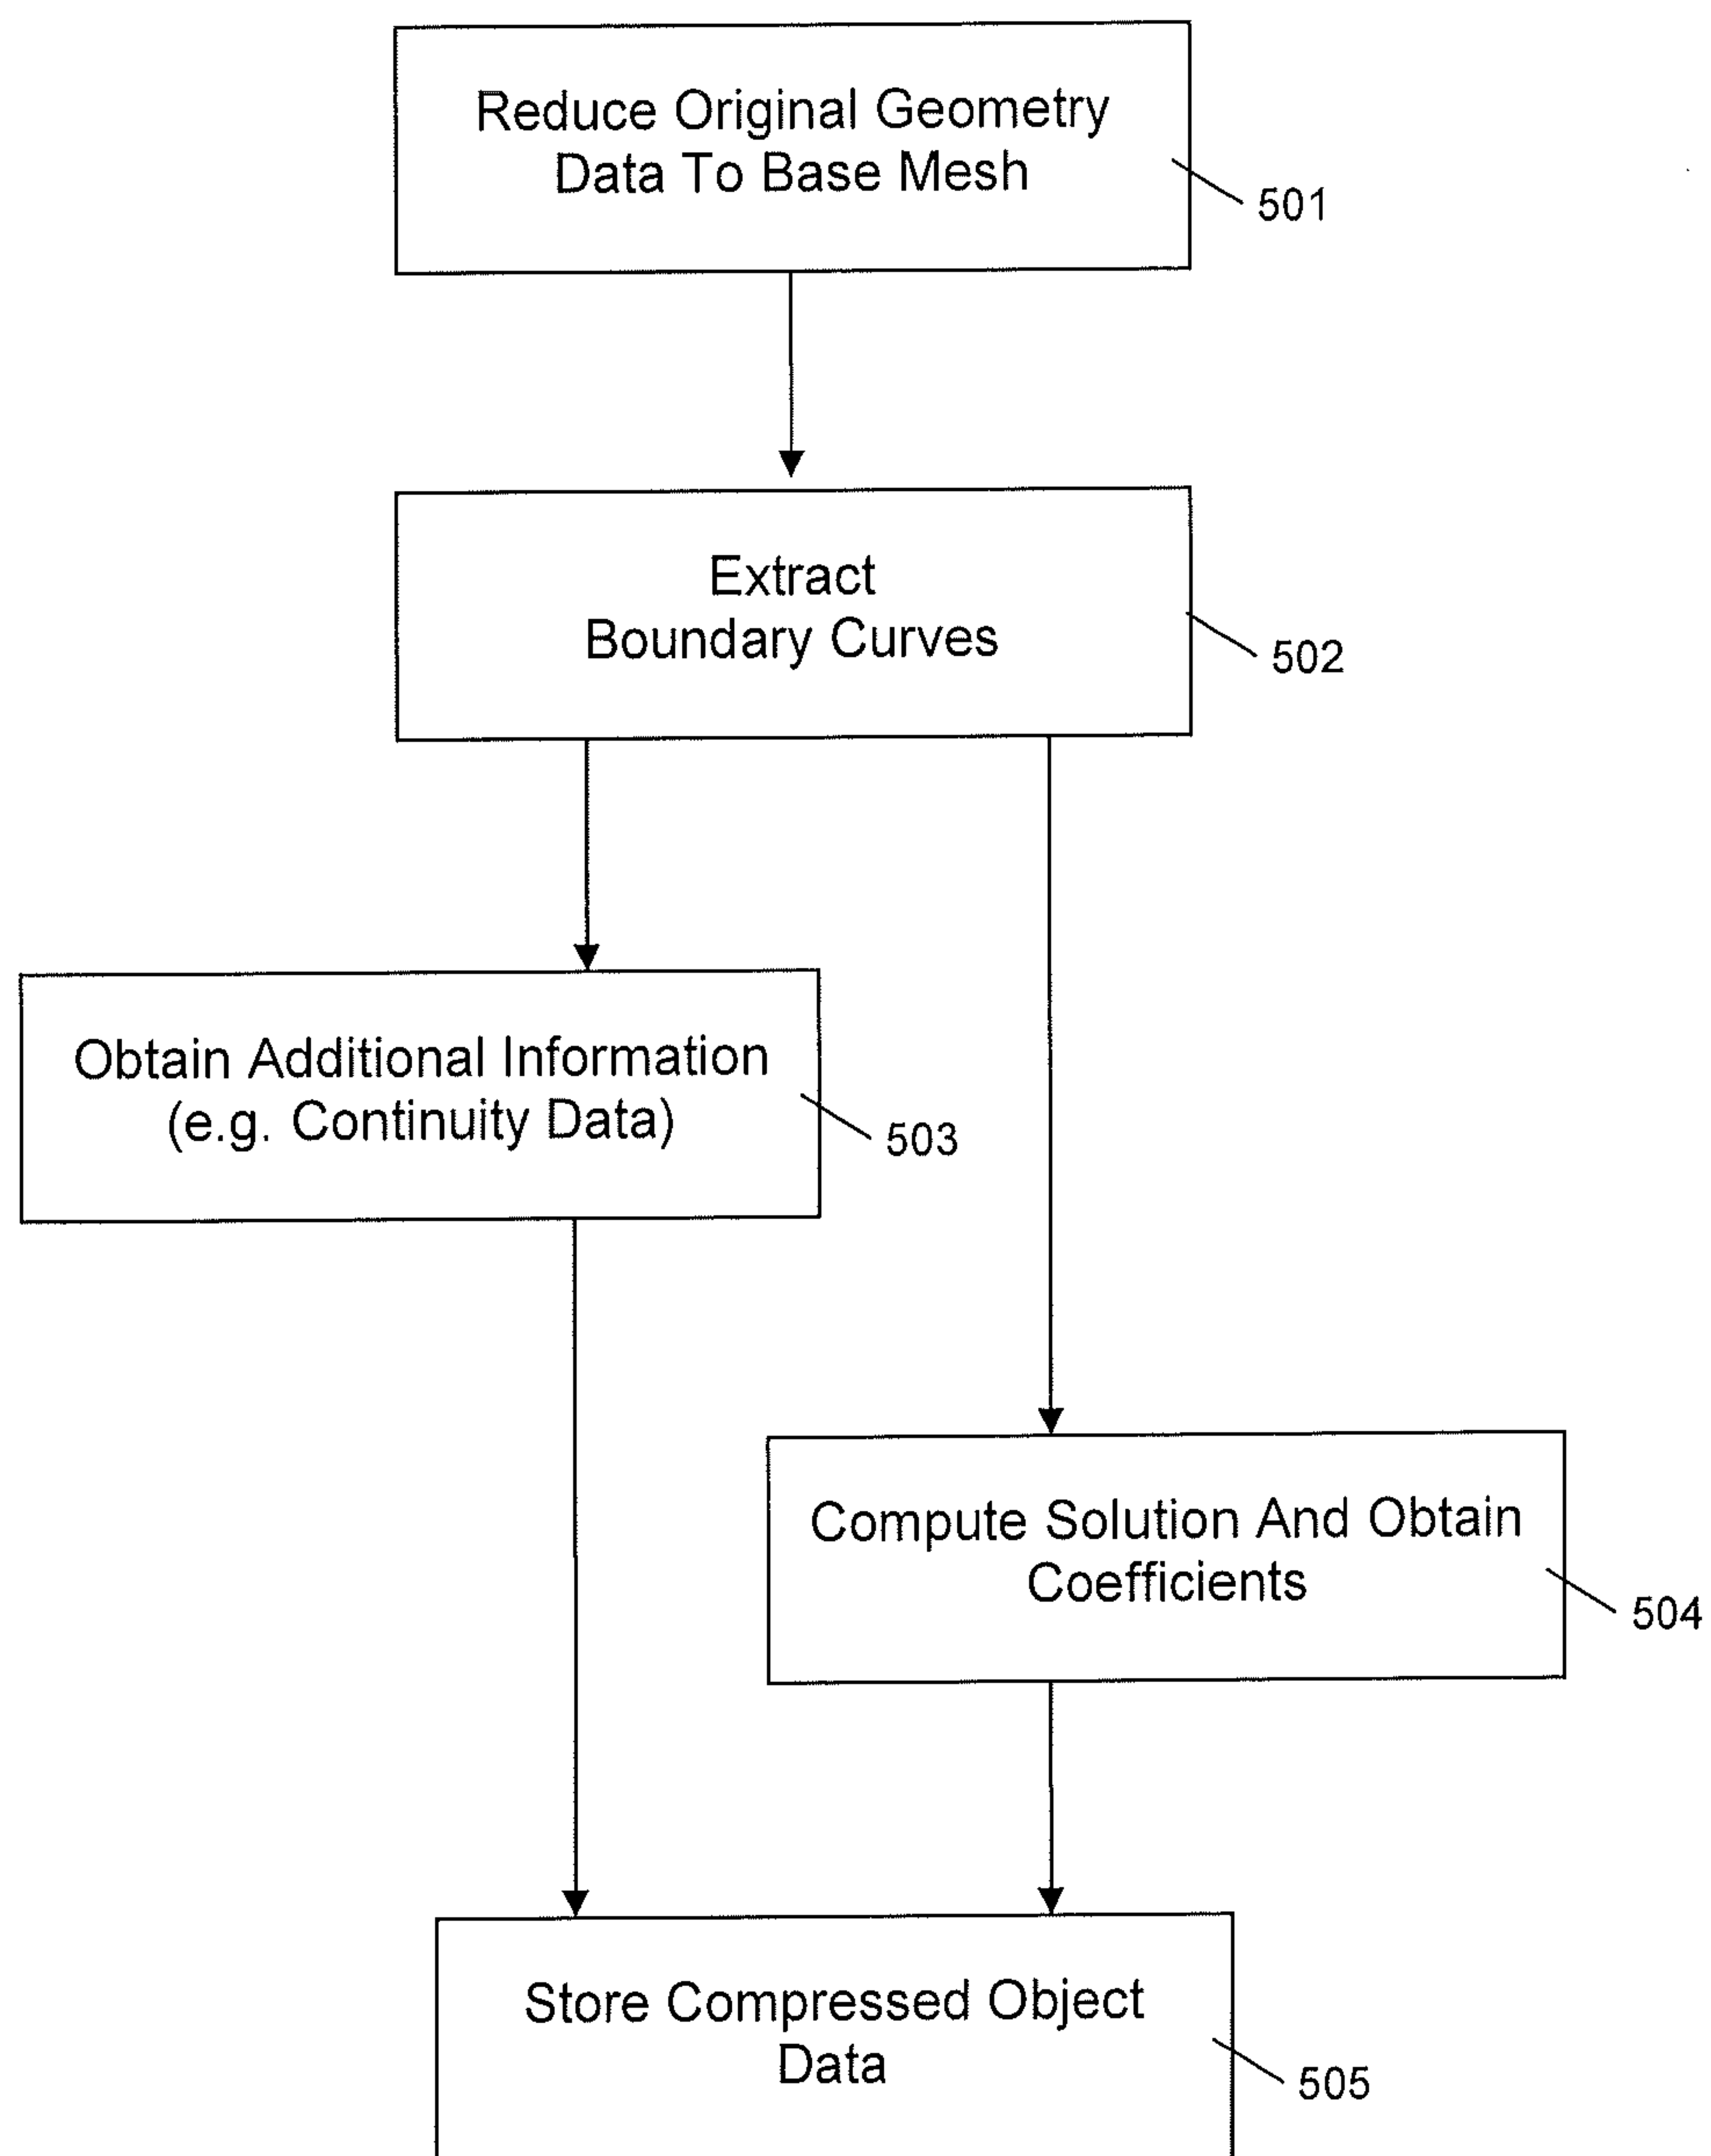 Reduce Original Geometry
Data To Base Mesh
501
Extract
Boundary Curves
502
Obtain Additional Information
(e.g. Continuity Data)
503
Compute Solution And Obtain
Coefficients
504
Store Compressed Object
Data
505